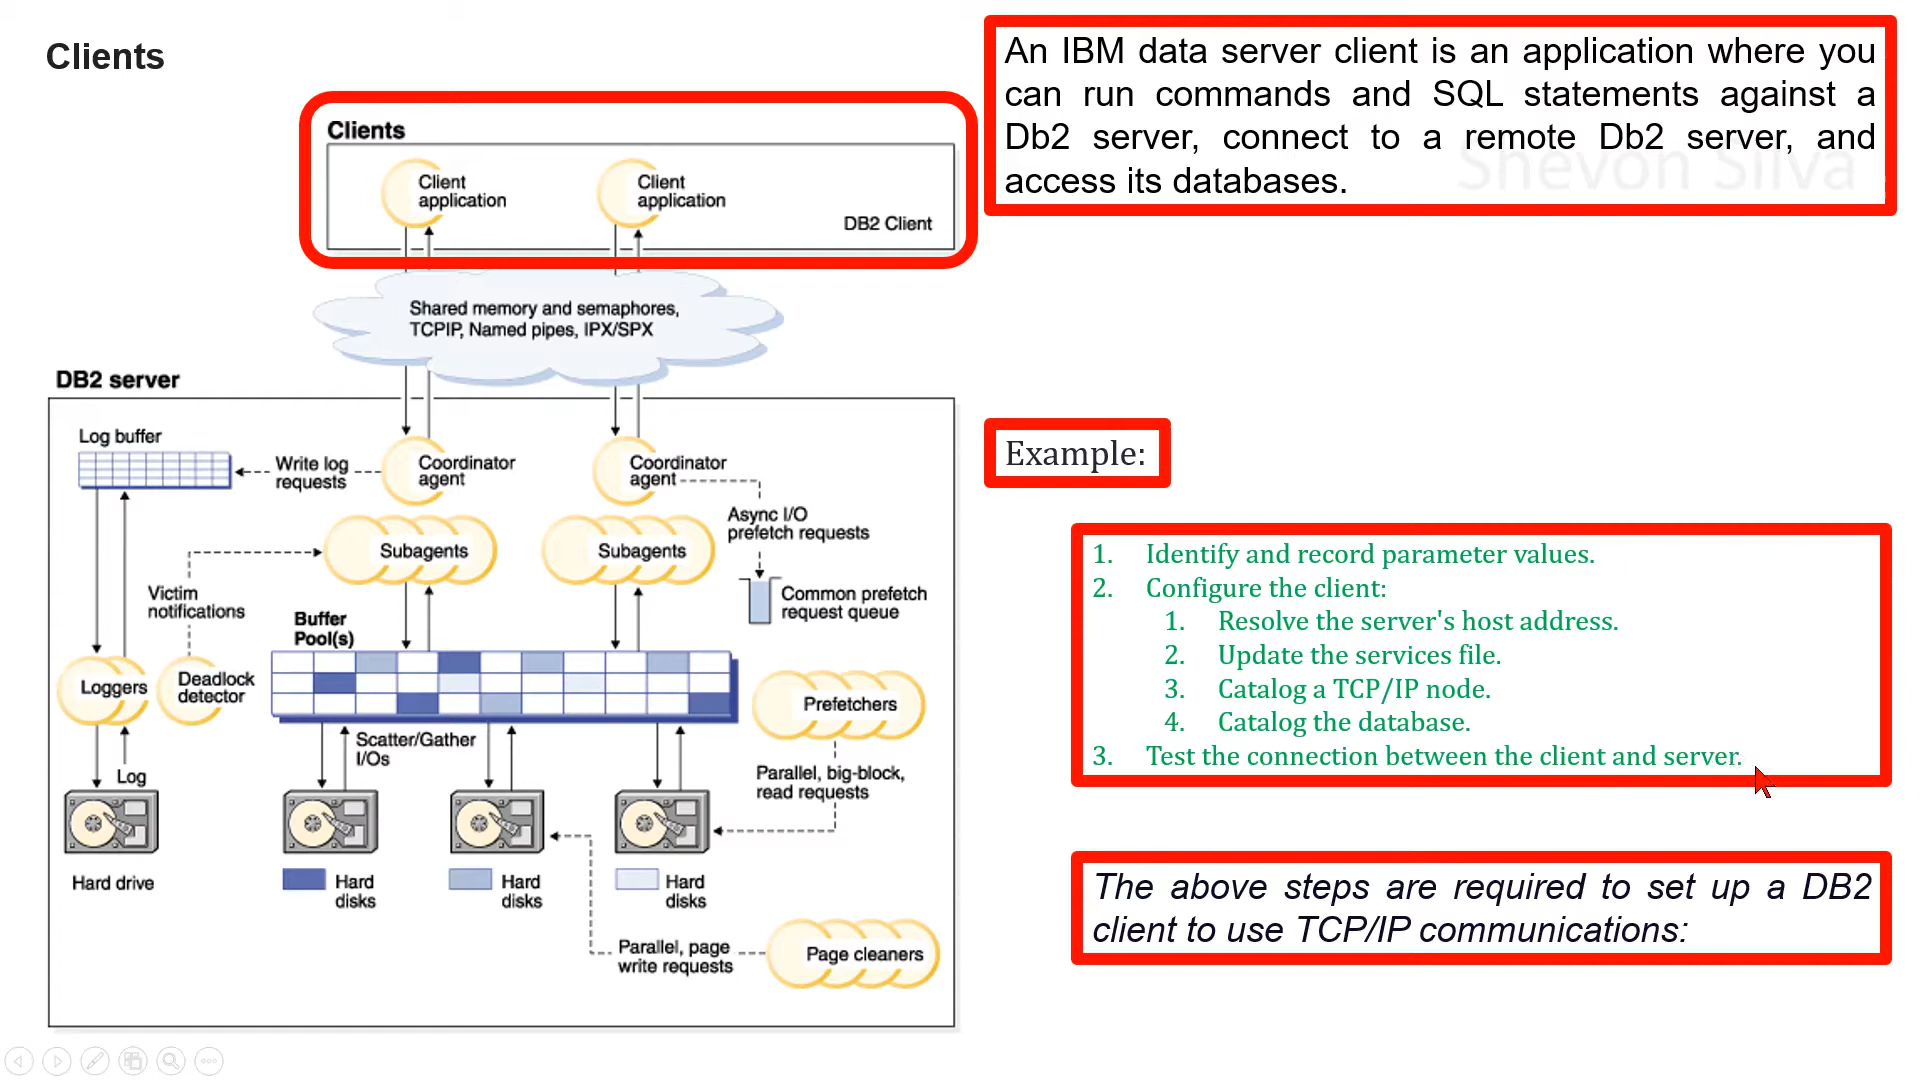 Clients
An IBM data server client is an application where you
can run commands and SQL statements against a
Db2 server, connect to a remote Db2 server, and
access its databases.
Shevon Silva
Clients
Client
application
Client
application
DB2 Client
Shared memory and semaphores,
TCPIP, Named pipes, IPX/SPX
DB2 server
Log buffer
Write log
requests
Coordinator
agent
Coordinator
agent
Async I/O
prefetch requests
Subagents
Subagents
Victim
notifications
Common prefetch
request queue
Buffer
Pool(s)
Loggers
Deadlock
detector
Prefetchers
Scatter/Gather
I/Os
Log
Parallel, big-block,
read requests
Hard drive
Hard
disks
Hard
disks
Hard
disks
Parallel, page
write requests
Page cleaners
Example:
1. Identify and record parameter values.
2. Configure the client:
1. Resolve the server's host address.
2. Update the services file.
3. Catalog a TCP/IP node.
4. Catalog the database.
3. Test the connection between the client and server.
The above steps are required to set up a DB2
client to use TCP/IP communications: